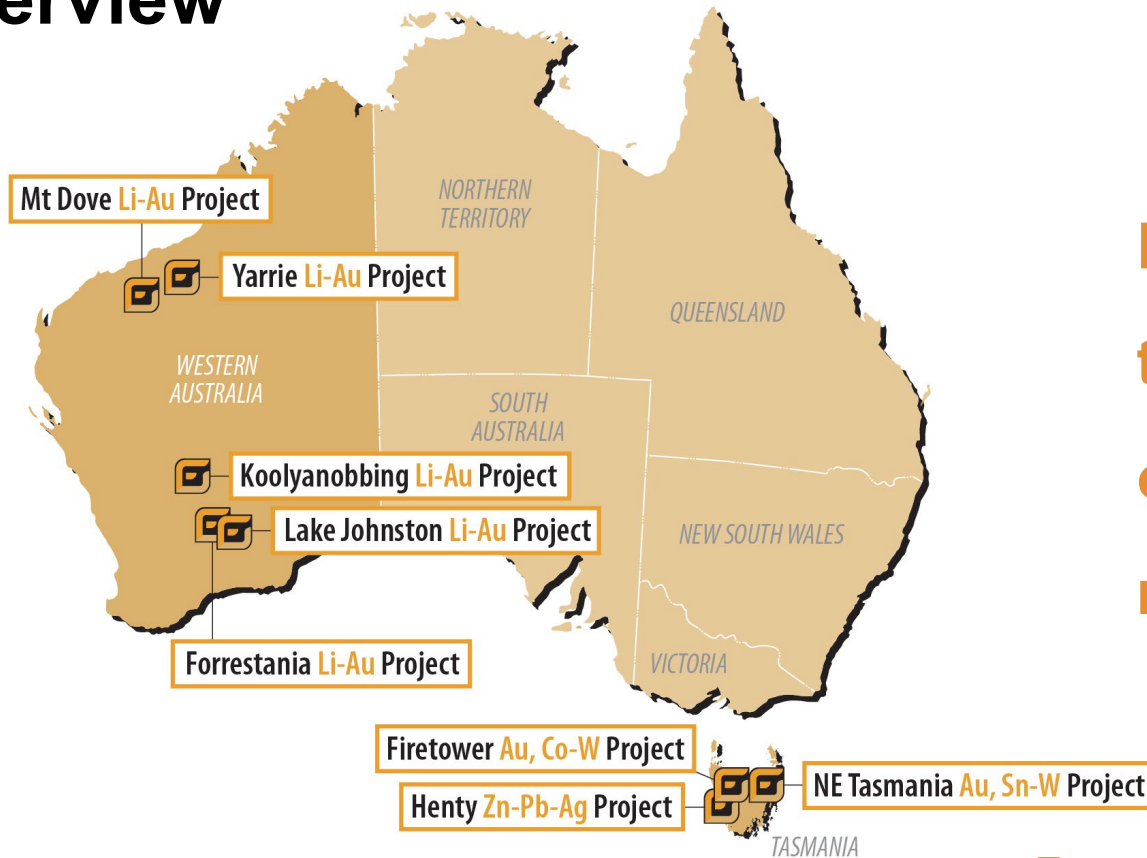 Mt Dove Li-Au Project
NORTHERN
TERRITORY
Yarrie Li-Au Project
QUEENSLAND
WESTERN
AUSTRALIA
SOUTH
AUSTRALIA
Koolyanobbing Li-Au Project
Lake Johnston Li-Au Project
NEW SOUTH WALES
Forrestania Li-Au Project
VICTORIA
Firetower Au, Co-W Project
NE Tasmania Au, Sn-W Project
Henty Zn-Pb-Ag Project
TASMANIA